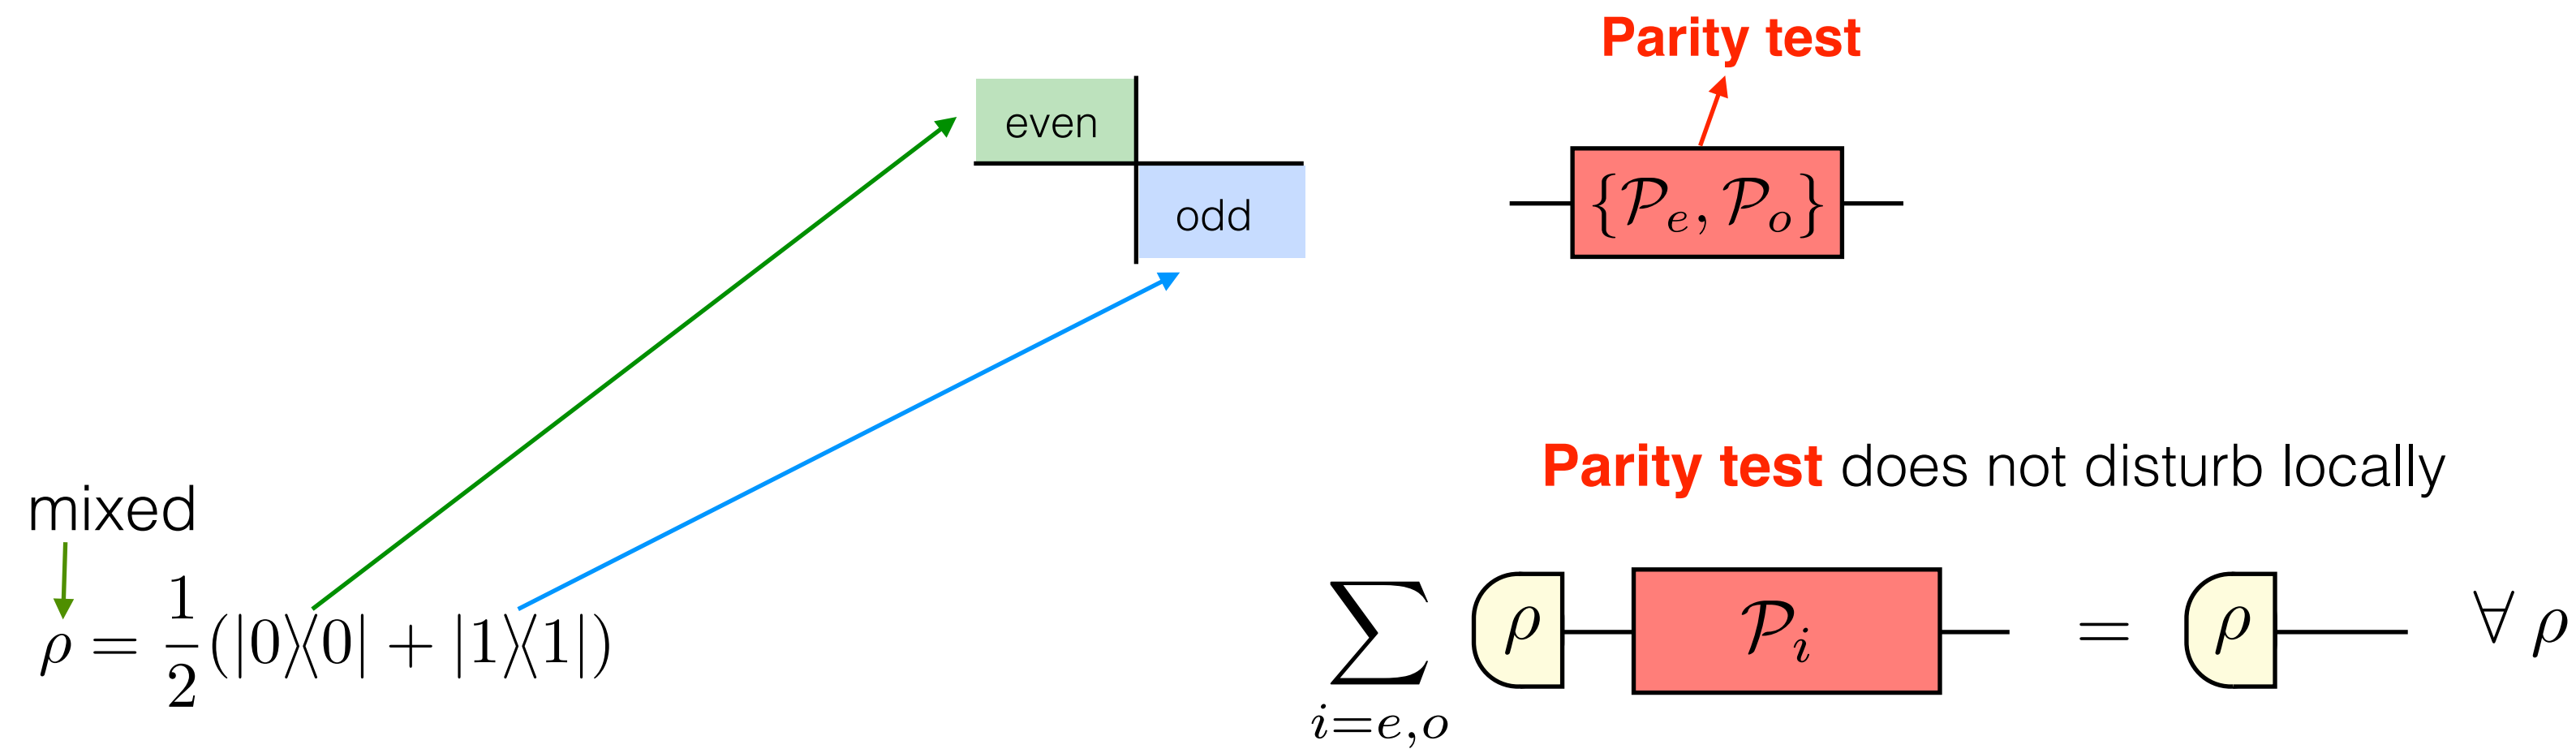 Parity test
even
odd
{𝒫ₑ, 𝒫ₒ}
Parity test does not disturb locally
mixed
ρ = 1/2 (|0⟩⟨0| + |1⟩⟨1|)
∑ i=e,o ρ 𝒫ᵢ = ρ ∀ ρ